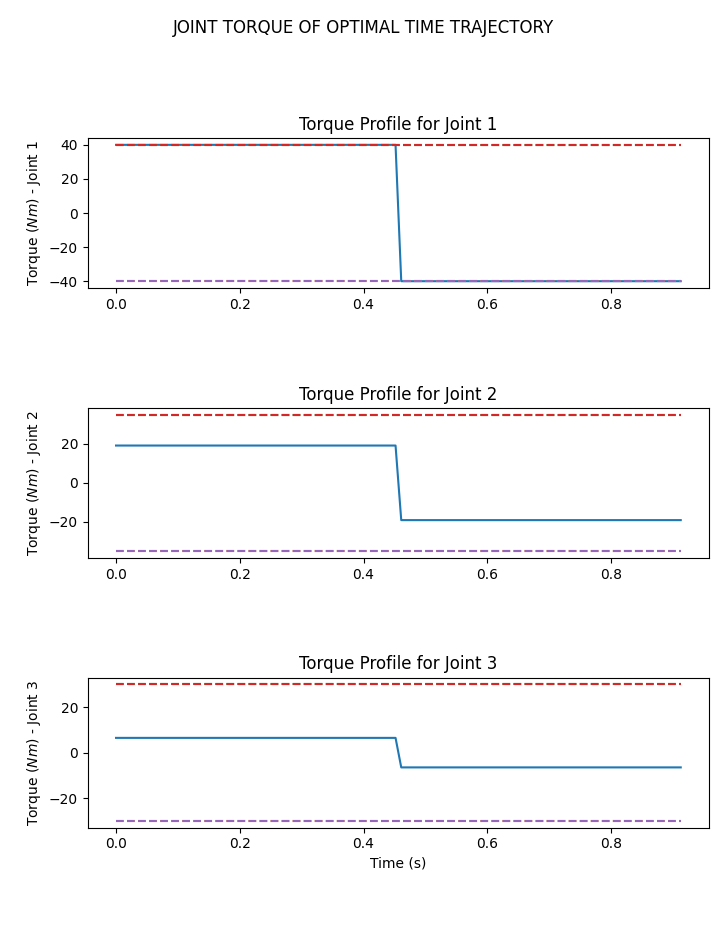 JOINT TORQUE OF OPTIMAL TIME TRAJECTORY
Torque Profile for Joint 1
Torque (Nm) - Joint 1
40
20
0
−20
−40
0.0 0.2 0.4 0.6 0.8
Torque Profile for Joint 2
Torque (Nm) - Joint 2
20
0
−20
0.0 0.2 0.4 0.6 0.8
Torque Profile for Joint 3
Torque (Nm) - Joint 3
20
0
−20
0.0 0.2 0.4 0.6 0.8
Time (s)